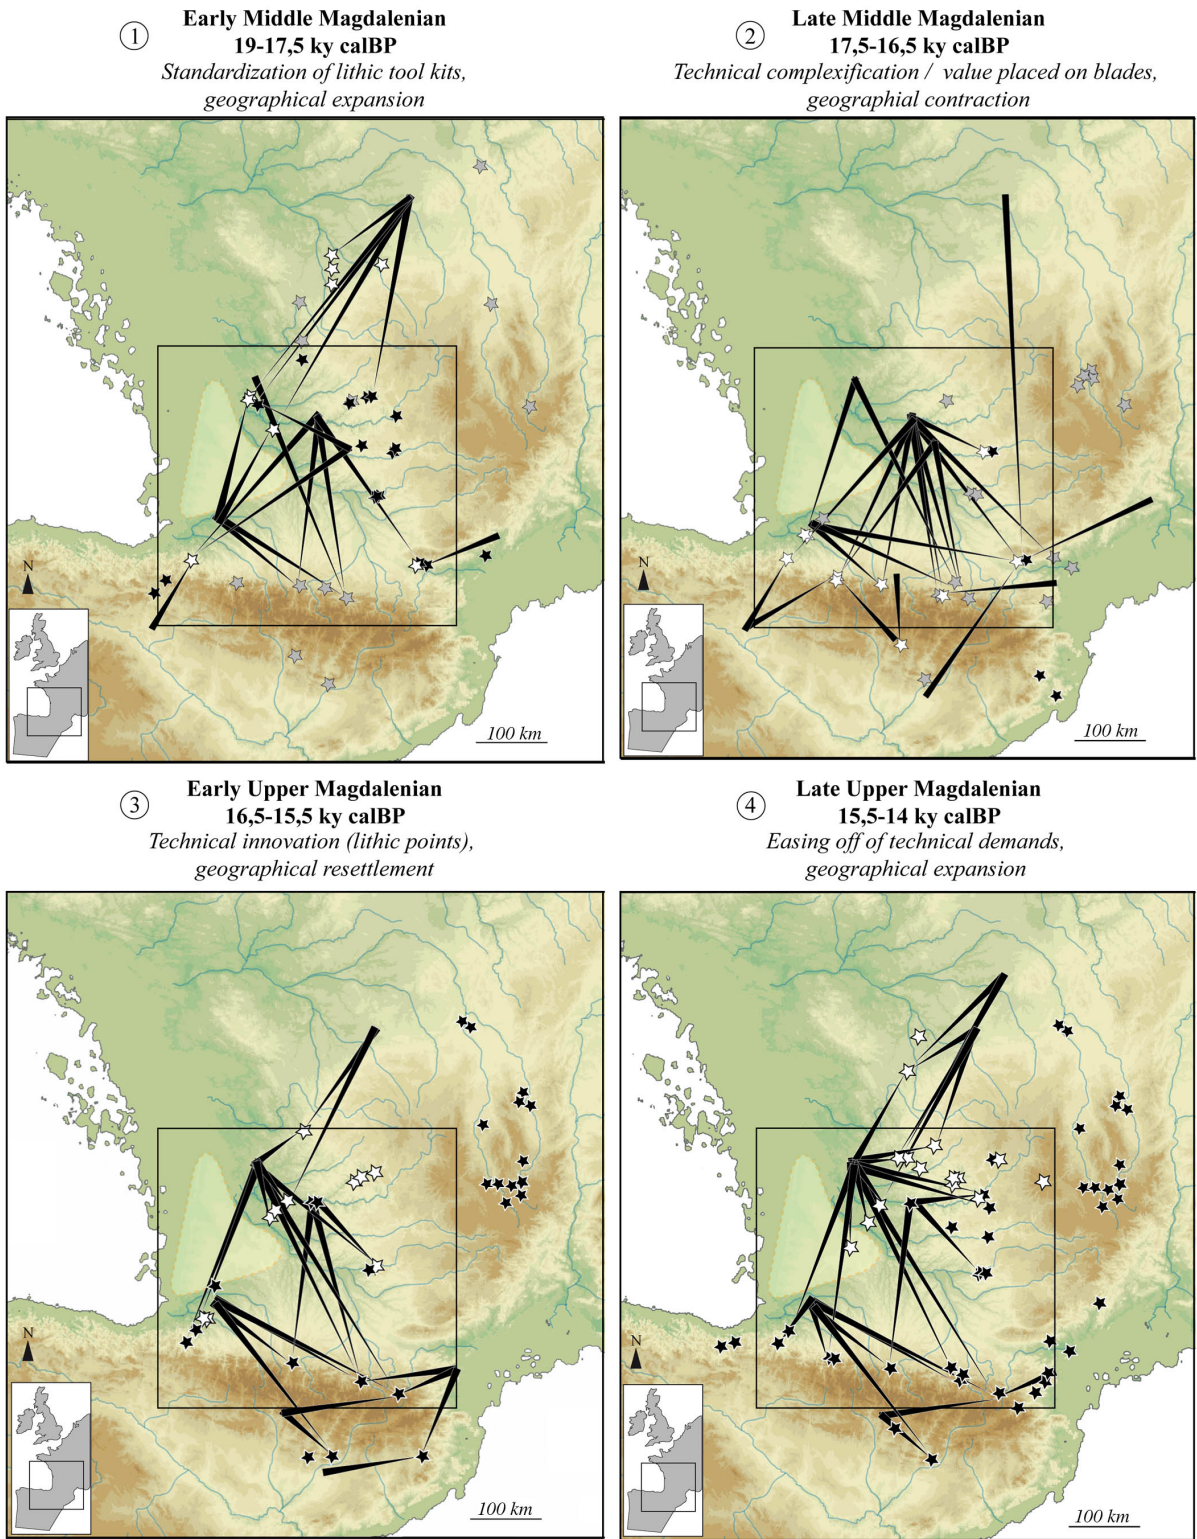 ①
Early Middle Magdalenian
19-17,5 ky calBP
Standardization of lithic tool kits,
geographical expansion
N
100 km
②
Late Middle Magdalenian
17,5-16,5 ky calBP
Technical complexification / value placed on blades,
geographial contraction
N
100 km
③
Early Upper Magdalenian
16,5-15,5 ky calBP
Technical innovation (lithic points),
geographical resettlement
N
100 km
④
Late Upper Magdalenian
15,5-14 ky calBP
Easing off of technical demands,
geographical expansion
N
100 km